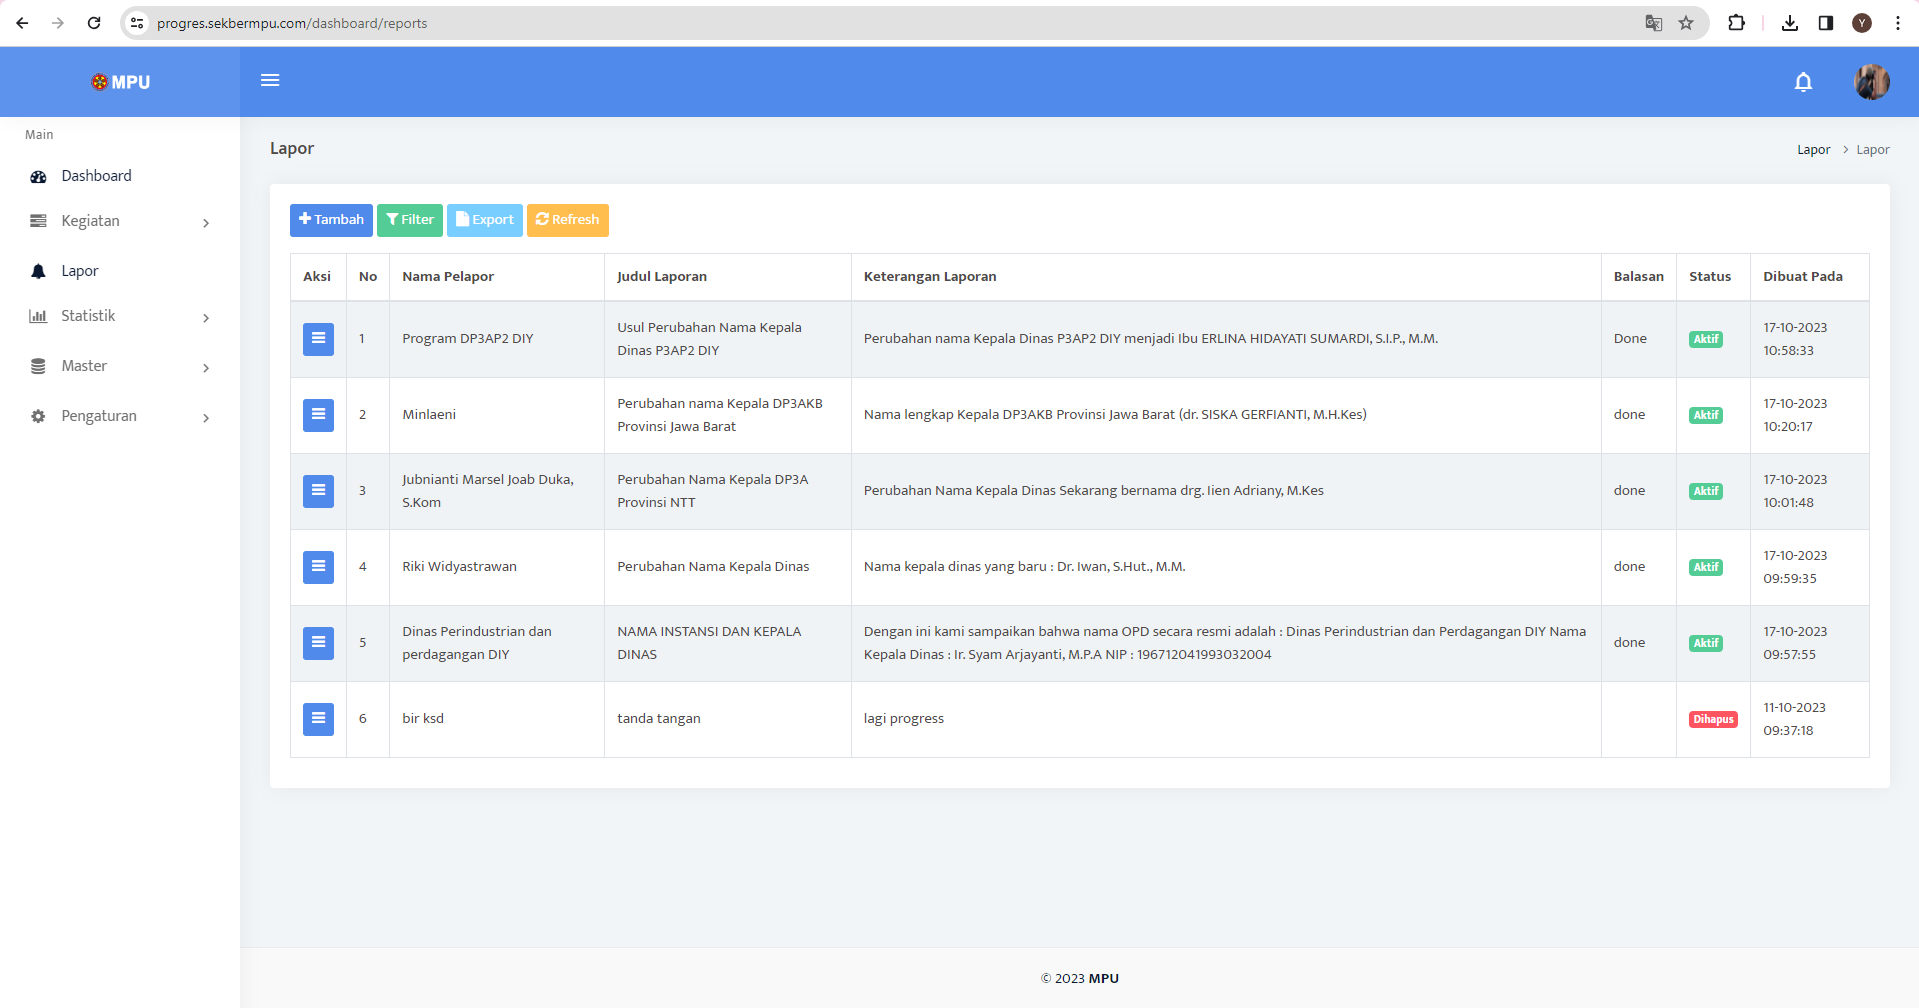 progres.sekbermpu.com/dashboard/reports
Y
MPU
Main
Dashboard
Kegiatan
Lapor
Statistik
Master
Pengaturan
Lapor
Lapor > Lapor
Tambah Filter Export Refresh
Aksi No Nama Pelapor Judul Laporan Keterangan Laporan Balasan Status Dibuat Pada
1 Program DP3AP2 DIY Usul Perubahan Nama Kepala Perubahan nama Kepala Dinas P3AP2 DIY menjadi Ibu ERLINA HIDAYATI SUMARDI, S.I.P., M.M. Done Aktif 17-10-2023
Dinas P3AP2 DIY 10:58:33
2 Minlaeni Perubahan nama Kepala DP3AKB Nama lengkap Kepala DP3AKB Provinsi Jawa Barat (dr. SISKA GERFIANTI, M.H.Kes) done Aktif 17-10-2023
Provinsi Jawa Barat 10:20:17
3 Jubnianti Marsel Joab Duka, Perubahan Nama Kepala DP3A Perubahan Nama Kepala Dinas Sekarang bernama drg. Iien Adriany, M.Kes done Aktif 17-10-2023
S.Kom Provinsi NTT 10:01:48
4 Riki Widyastrawan Perubahan Nama Kepala Dinas Nama kepala dinas yang baru : Dr. Iwan, S.Hut., M.M. done Aktif 17-10-2023
09:59:35
5 Dinas Perindustrian dan NAMA INSTANSI DAN KEPALA Dengan ini kami sampaikan bahwa nama OPD secara resmi adalah : Dinas Perindustrian dan Perdagangan DIY Nama done Aktif 17-10-2023
perdagangan DIY DINAS Kepala Dinas : Ir. Syam Arjayanti, M.P.A NIP : 196712041993032004 09:57:55
6 bir ksd tanda tangan lagi progress Dihapus 11-10-2023
09:37:18
© 2023 MPU